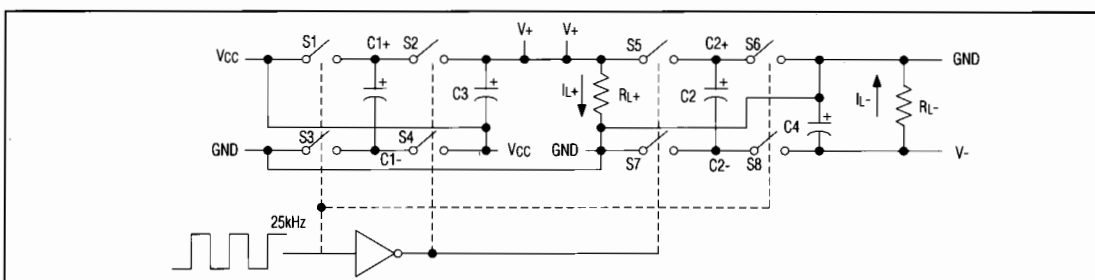 V+ V+
S1 C1+ S2 S5 C2+ S6
VCC GND
C3 IL+ RL+ C2 IL- RL-
C4
S3 S4
GND VCC GND V-
C1- S7 C2- S8
25kHz